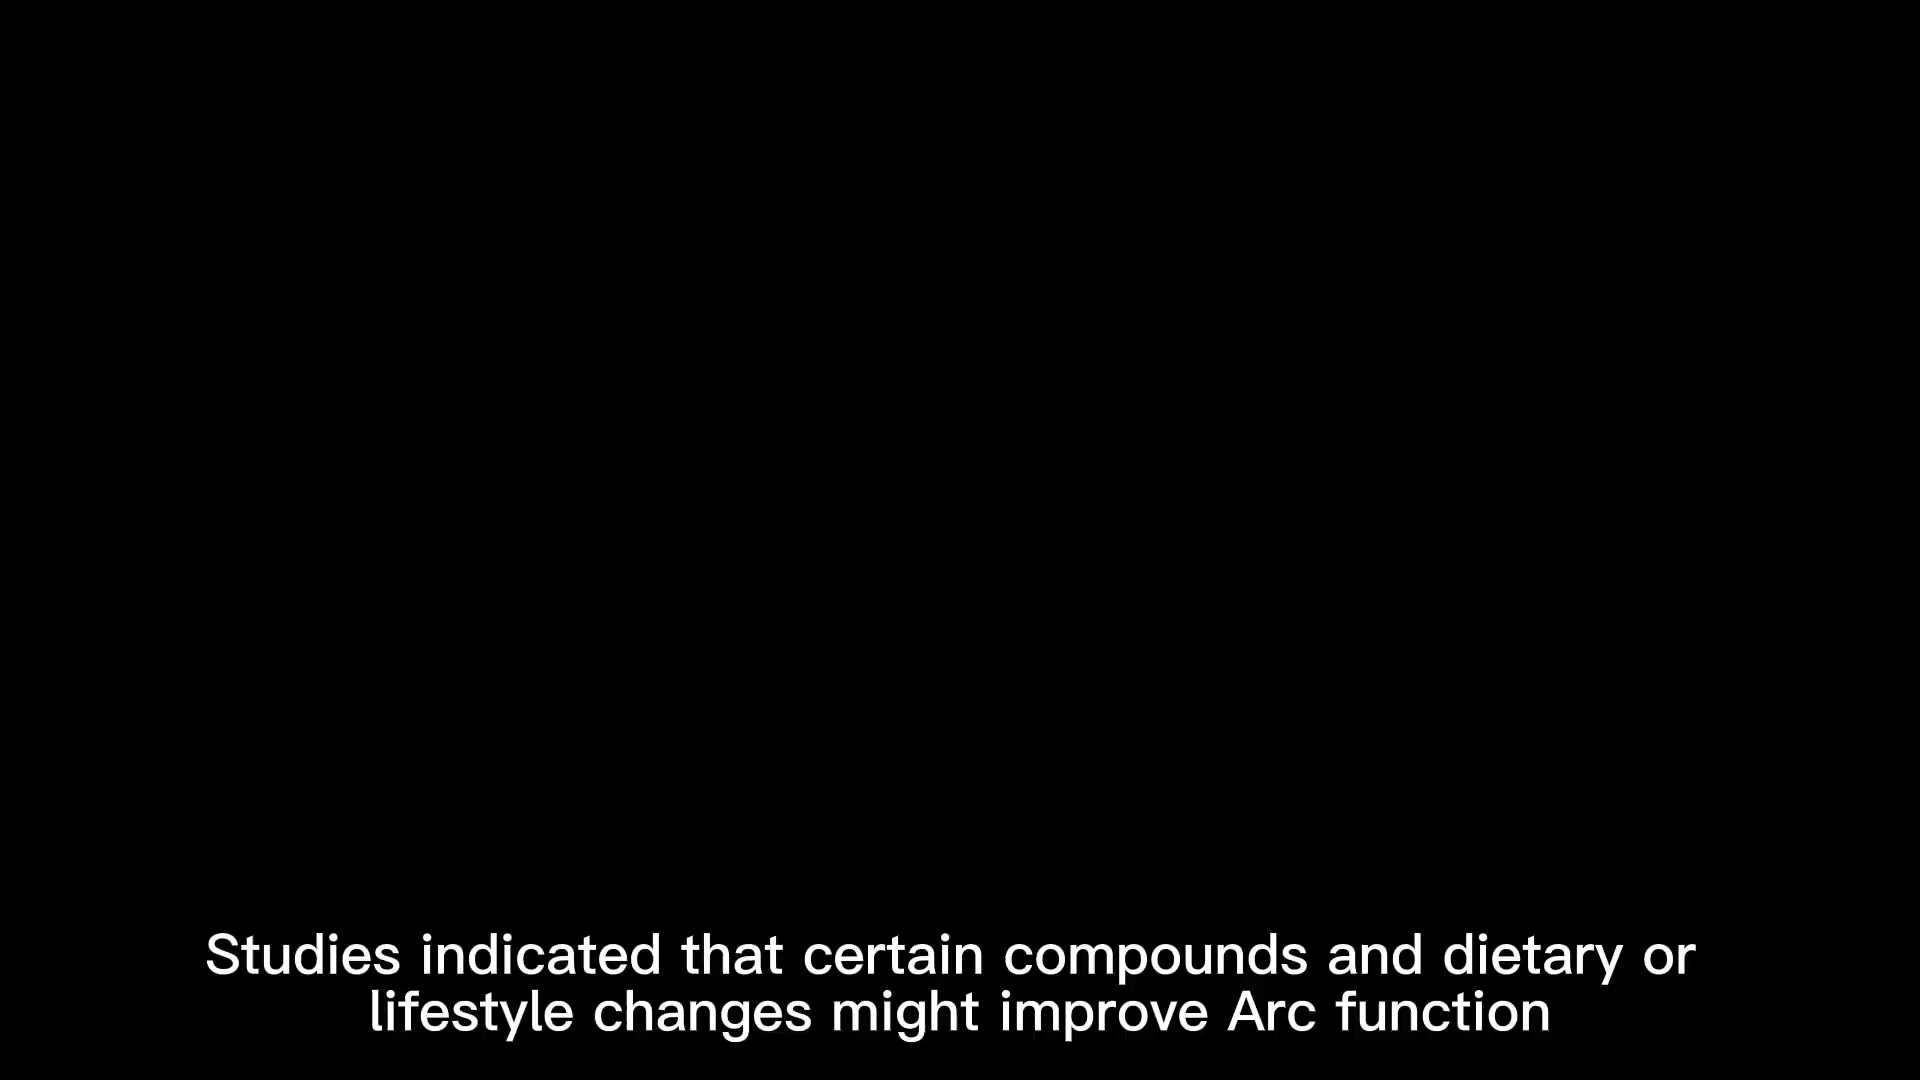 Studies indicated that certain compounds and dietary or
lifestyle changes might improve Arc function